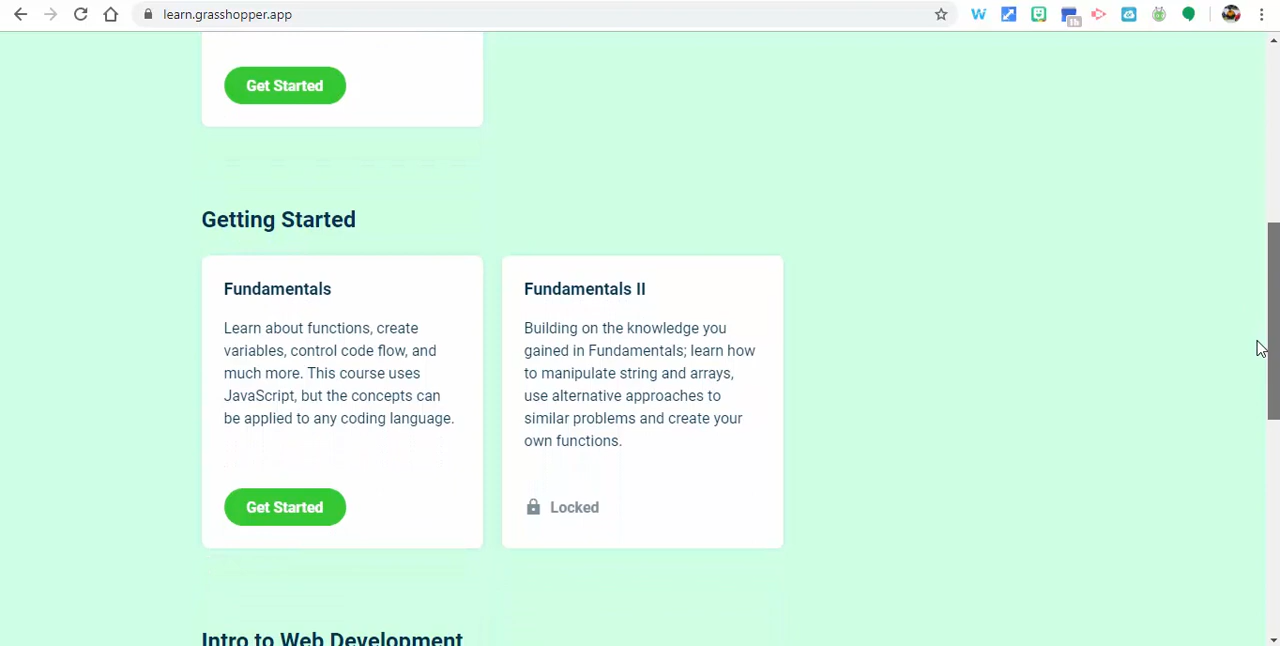 learn.grasshopper.app
W
1h
Get Started
Getting Started
Fundamentals
Learn about functions, create
variables, control code flow, and
much more. This course uses
JavaScript, but the concepts can
be applied to any coding language.
Get Started
Fundamentals II
Building on the knowledge you
gained in Fundamentals; learn how
to manipulate string and arrays,
use alternative approaches to
similar problems and create your
own functions.
Locked
Intro to Web Development